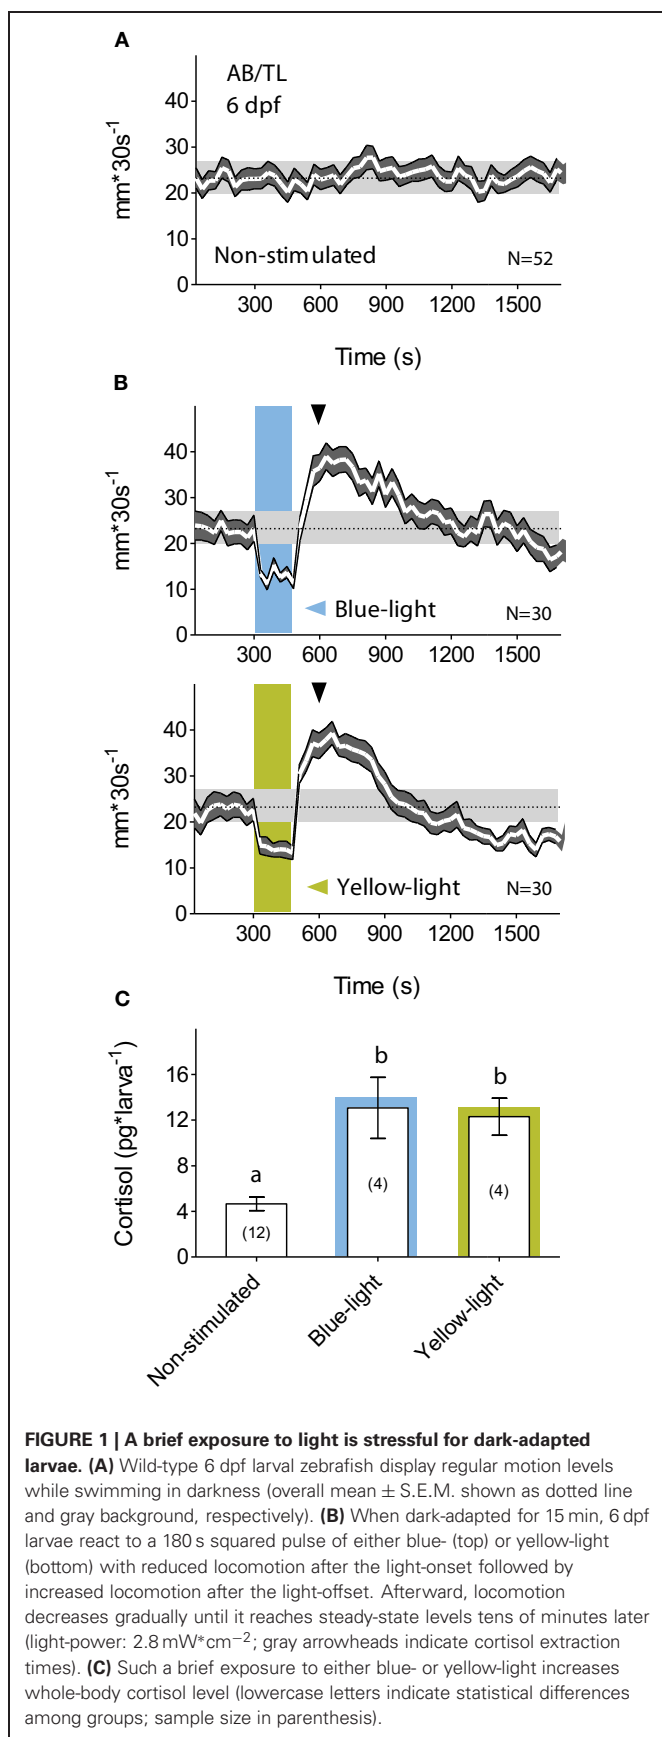 A
AB/TL
6 dpf
40
30
20
10
0
mm*30s-1
Non-stimulated
N=52
300 600 900 1200 1500
Time (s)
B
40
30
20
10
0
mm*30s-1
Blue-light
N=30
300 600 900 1200 1500
40
30
20
10
0
mm*30s-1
Yellow-light
N=30
300 600 900 1200 1500
Time (s)
C
16
12
8
4
0
Cortisol (pg*larva-1)
a
b
b
(12)
(4)
(4)
Non-stimulated
Blue-light
Yellow-light
FIGURE 1 | A brief exposure to light is stressful for dark-adapted
larvae. (A) Wild-type 6 dpf larval zebrafish display regular motion levels
while swimming in darkness (overall mean ± S.E.M. shown as dotted line
and gray background, respectively). (B) When dark-adapted for 15 min, 6 dpf
larvae react to a 180 s squared pulse of either blue- (top) or yellow-light
(bottom) with reduced locomotion after the light-onset followed by
increased locomotion after the light-offset. Afterward, locomotion
decreases gradually until it reaches steady-state levels tens of minutes later
(light-power: 2.8 mW*cm−2; gray arrowheads indicate cortisol extraction
times). (C) Such a brief exposure to either blue- or yellow-light increases
whole-body cortisol level (lowercase letters indicate statistical differences
among groups; sample size in parenthesis).